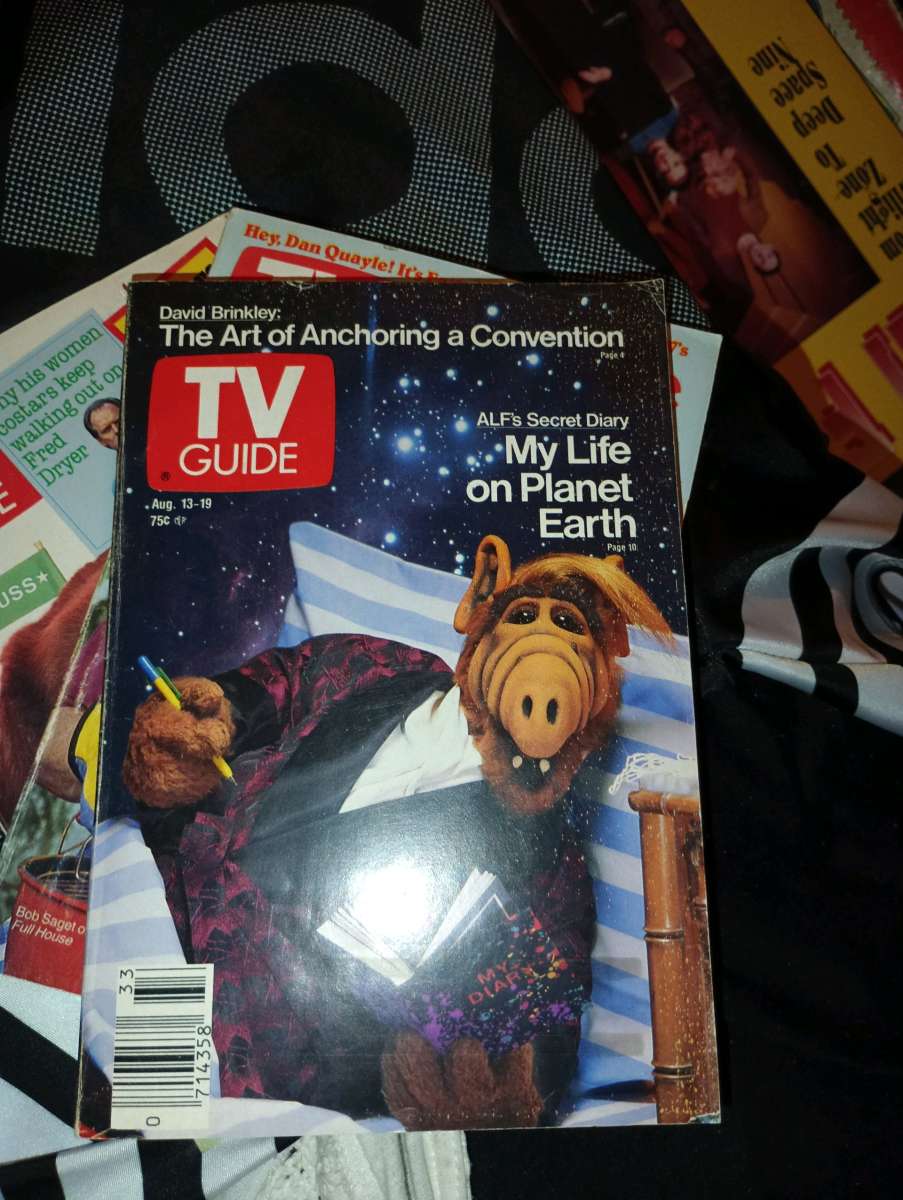 David Brinkley:
The Art of Anchoring a Convention
Page 4
TV
GUIDE
®
Aug. 13-19
75¢
ALF's Secret Diary
My Life
on Planet
Earth
Page 10
MY
DIARY
33
0
714358
Hey, Dan Quayle! It's
his women
costars keep
walking out on
Fred
Dryer
USS★
Bob Saget
Full House
Zone To
Deep
Space
Nine